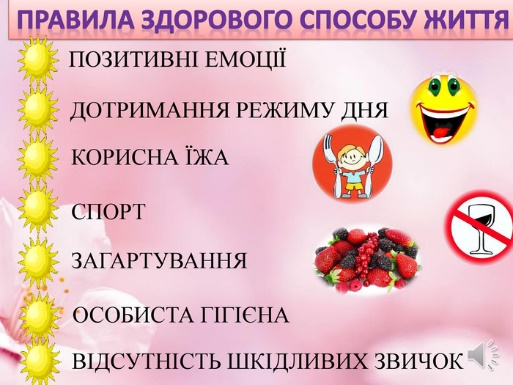 ПРАВИЛА ЗДОРОВОГО СПОСОБУ ЖИТТЯ
ПОЗИТИВНІ ЕМОЦІЇ
ДОТРИМАННЯ РЕЖИМУ ДНЯ
КОРИСНА ЇЖА
СПОРТ
ЗАГАРТУВАННЯ
ОСОБИСТА ГІГІЄНА
ВІДСУТНІСТЬ ШКІДЛИВИХ ЗВИЧОК